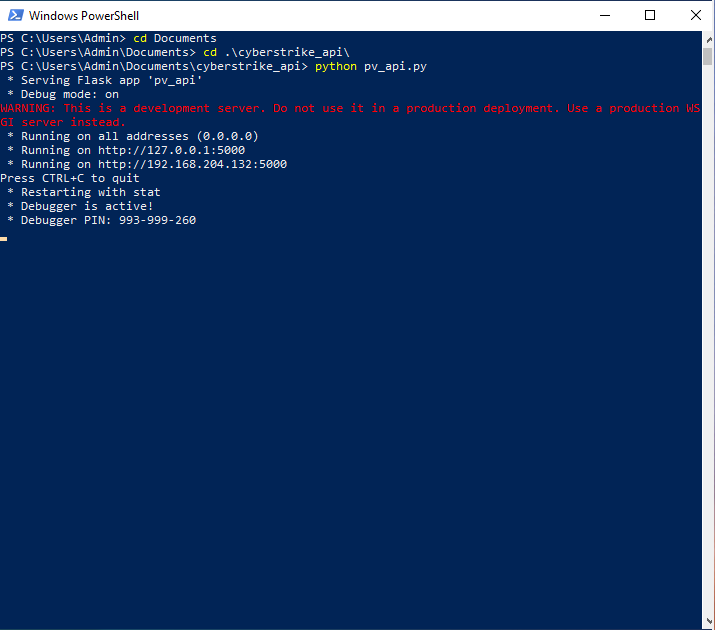 Windows PowerShell
PS C:\Users\Admin> cd Documents
PS C:\Users\Admin\Documents> cd .\cyberstrike_api\
PS C:\Users\Admin\Documents\cyberstrike_api> python pv_api.py
 * Serving Flask app 'pv_api'
 * Debug mode: on
WARNING: This is a development server. Do not use it in a production deployment. Use a production WS
GI server instead.
 * Running on all addresses (0.0.0.0)
 * Running on http://127.0.0.1:5000
 * Running on http://192.168.204.132:5000
Press CTRL+C to quit
 * Restarting with stat
 * Debugger is active!
 * Debugger PIN: 993-999-260